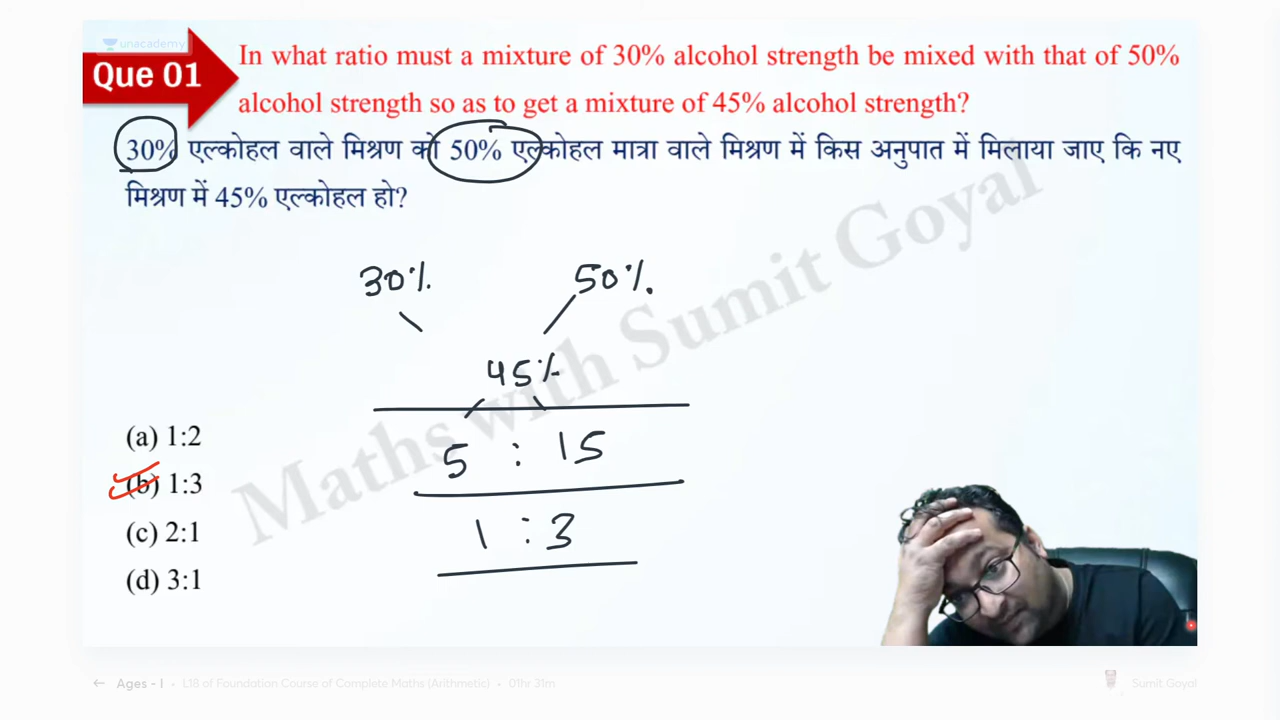 unacademy
Que 01
In what ratio must a mixture of 30% alcohol strength be mixed with that of 50%
alcohol strength so as to get a mixture of 45% alcohol strength?
30% एल्कोहल वाले मिश्रण को 50% एल्कोहल मात्रा वाले मिश्रण में किस अनुपात में मिलाया जाए कि नए
मिश्रण में 45% एल्कोहल हो?
Maths with Sumit Goyal
30% 50%.
45%
5 : 15
1 : 3
(a) 1:2
(b) 1:3
(c) 2:1
(d) 3:1
← Ages - I • L18 of Foundation Course of Complete Maths (Arithmetic) • 01hr 31m
Sumit Goyal